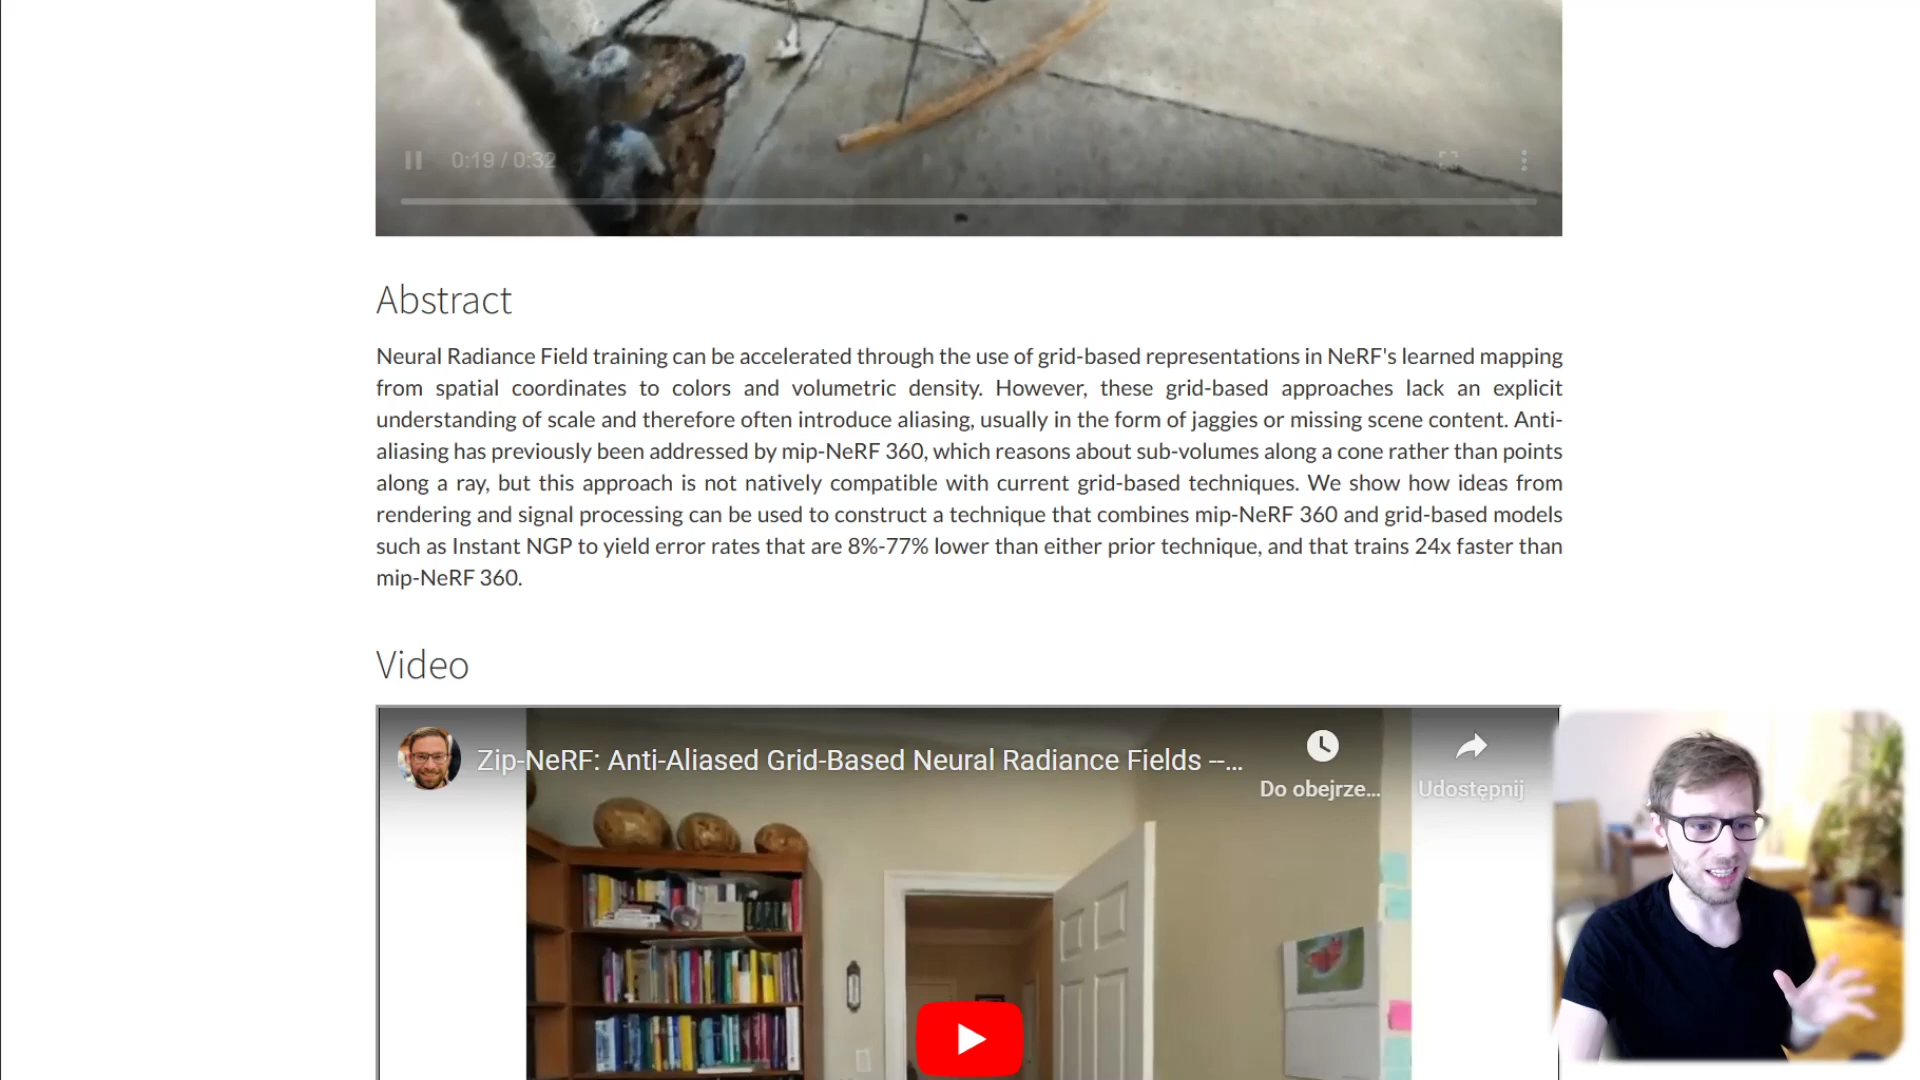 0:19 / 0:32
Abstract
Neural Radiance Field training can be accelerated through the use of grid-based representations in NeRF's learned mapping
from spatial coordinates to colors and volumetric density. However, these grid-based approaches lack an explicit
understanding of scale and therefore often introduce aliasing, usually in the form of jaggies or missing scene content. Anti-
aliasing has previously been addressed by mip-NeRF 360, which reasons about sub-volumes along a cone rather than points
along a ray, but this approach is not natively compatible with current grid-based techniques. We show how ideas from
rendering and signal processing can be used to construct a technique that combines mip-NeRF 360 and grid-based models
such as Instant NGP to yield error rates that are 8%-77% lower than either prior technique, and that trains 24x faster than
mip-NeRF 360.
Video
Zip-NeRF: Anti-Aliased Grid-Based Neural Radiance Fields --...
Do obejrze...
Udostępnij